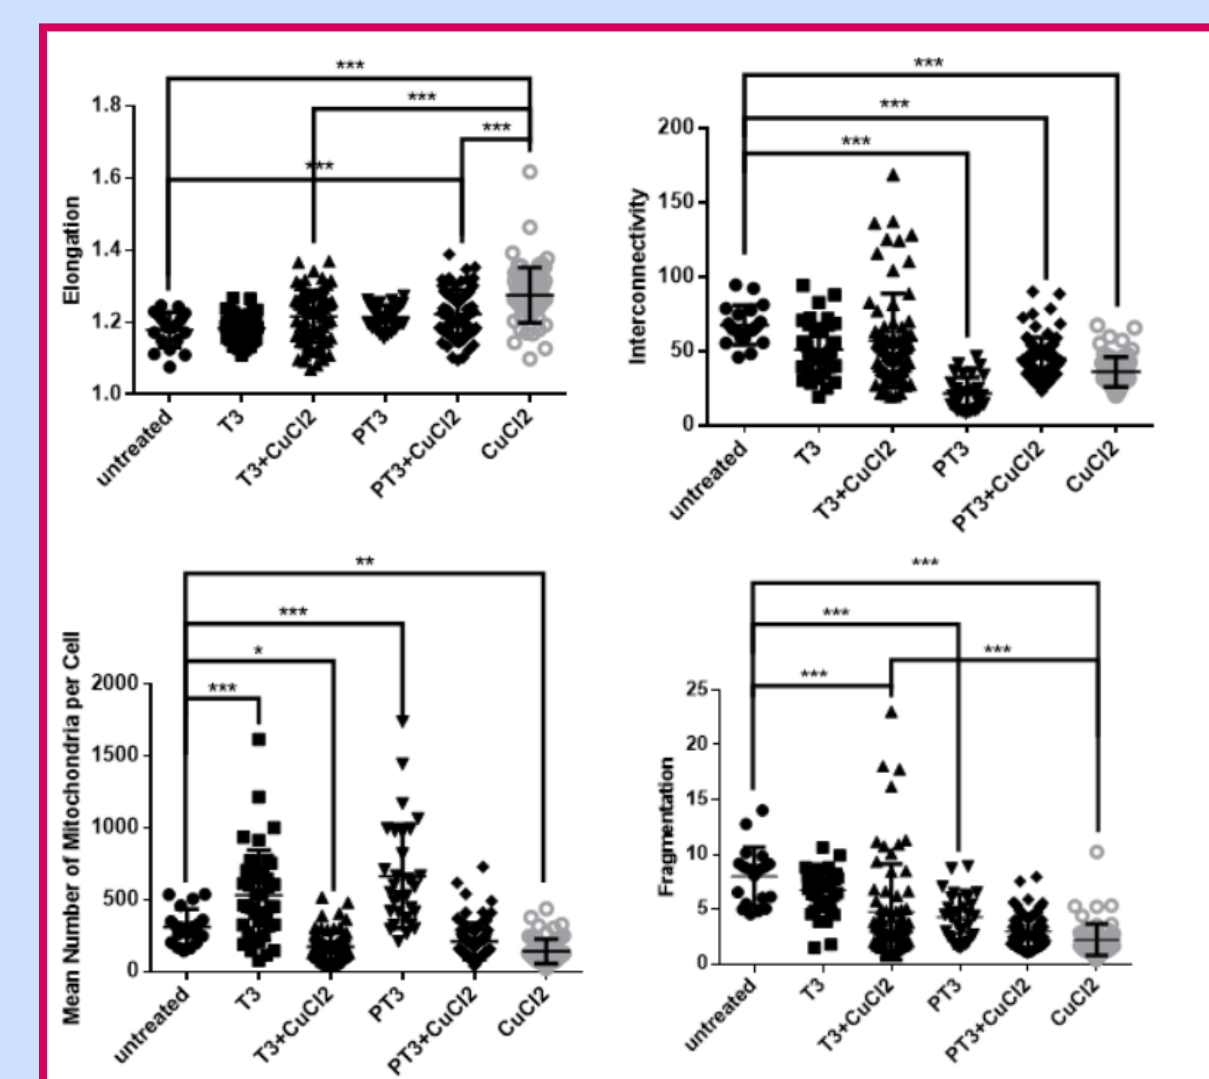 ***
***
***
***
1.8
1.6
1.4
1.2
1.0
Elongation
untreated
T3
T3+CuCl2
PT3
PT3+CuCl2
CuCl2
***
***
***
200
150
100
50
0
Interconnectivity
untreated
T3
T3+CuCl2
PT3
PT3+CuCl2
CuCl2
**
***
*
***
2000
1500
1000
500
0
Mean Number of Mitochondria per Cell
untreated
T3
T3+CuCl2
PT3
PT3+CuCl2
CuCl2
***
***
***
***
25
20
15
10
5
0
Fragmentation
untreated
T3
T3+CuCl2
PT3
PT3+CuCl2
CuCl2